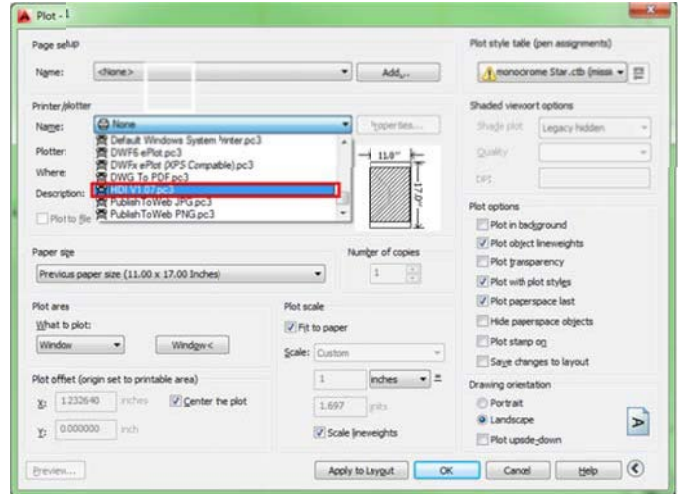 Plot -
Page setup
Name:
<None>
Add...
Printer/plotter
Name:
None
Properties...
Default Windows System Printer.pc3
Plotter:
DWF6 ePlot.pc3
DWFx ePlot (XPS Compatible).pc3
Where:
DWG To PDF.pc3
Description:
HDI V1.07.pc3
PublishToWeb JPG.pc3
Plot to file
PublishToWeb PNG.pc3
11.0''
17.0''
Paper size
Previous paper size (11.00 x 17.00 Inches)
Number of copies
1
Plot area
What to plot:
Window
Window<
Plot scale
Fit to paper
Scale:
Custom
1
inches
=
1.697
units
Scale lineweights
Plot offset (origin set to printable area)
X:
1.232640
inches
Center the plot
Y:
0.000000
inch
Plot style table (pen assignments)
monocrome Star.ctb (missin
Shaded viewport options
Shade plot
Legacy hidden
Quality
DPI
Plot options
Plot in background
Plot object lineweights
Plot transparency
Plot with plot styles
Plot paperspace last
Hide paperspace objects
Plot stamp on
Save changes to layout
Drawing orientation
Portrait
Landscape
Plot upside-down
A
Preview...
Apply to Layout
OK
Cancel
Help